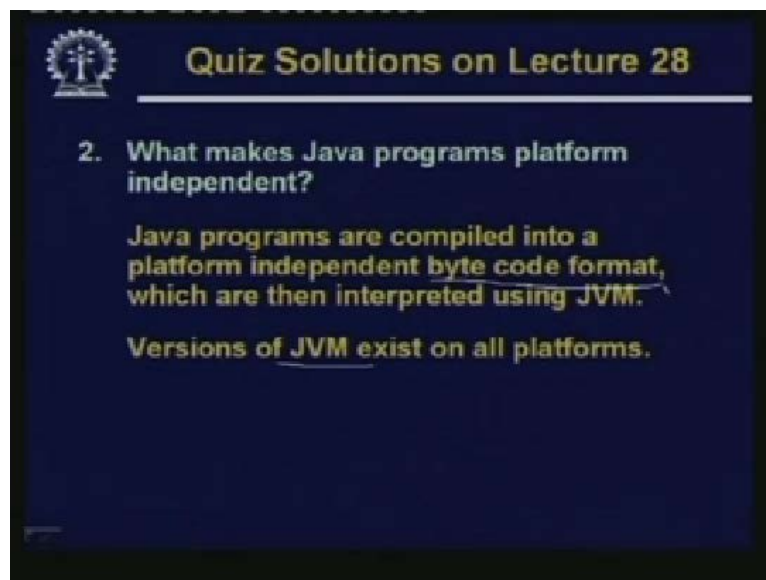 Quiz Solutions on Lecture 28
2. What makes Java programs platform
independent?
Java programs are compiled into a
platform independent byte code format,
which are then interpreted using JVM.
Versions of JVM exist on all platforms.